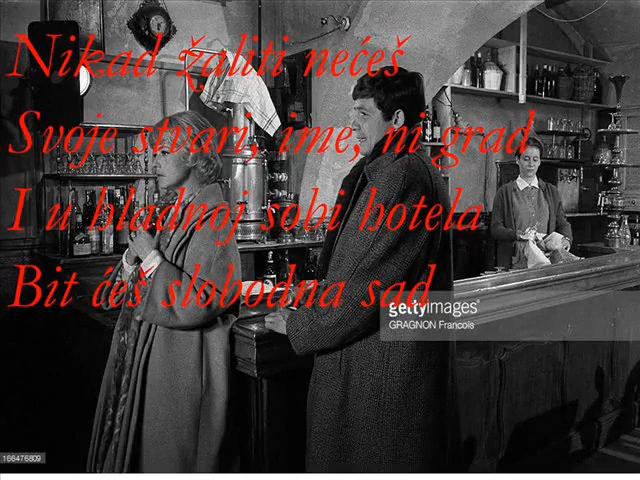 Nikad žaliti nećeš
Svoje stvari, ime, ni grad
I u hladnoj sobi hotela
Bit ćeš slobodna sad
gettyimages
GRAGNON Francois
166476809